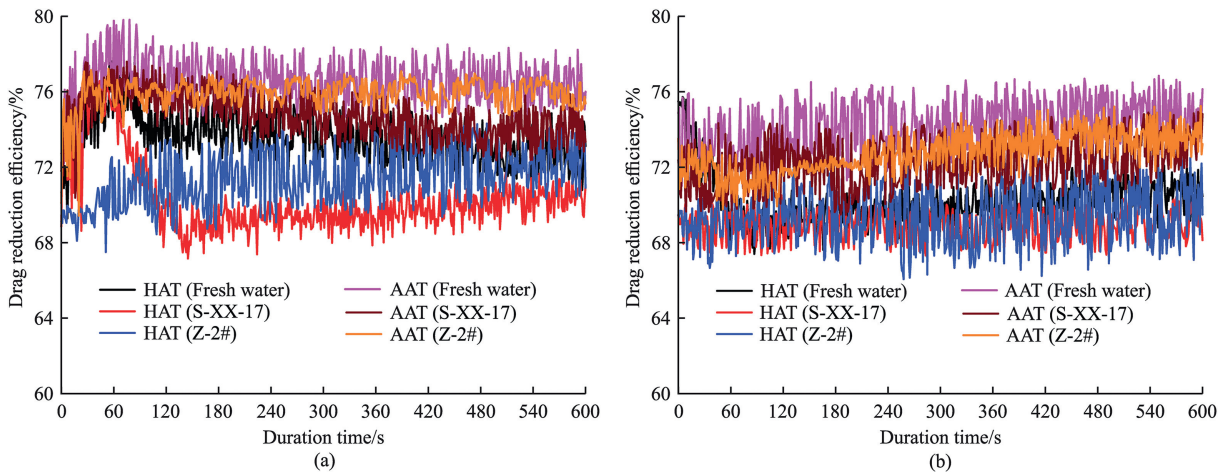 80
76
72
68
64
60
Drag reduction efficiency/%
HAT (Fresh water)
HAT (S-XX-17)
HAT (Z-2#)
AAT (Fresh water)
AAT (S-XX-17)
AAT (Z-2#)
0 60 120 180 240 300 360 420 480 540 600
Duration time/s
(a)
80
76
72
68
64
60
Drag reduction efficiency/%
HAT (Fresh water)
HAT (S-XX-17)
HAT (Z-2#)
AAT (Fresh water)
AAT (S-XX-17)
AAT (Z-2#)
0 60 120 180 240 300 360 420 480 540 600
Duration time/s
(b)